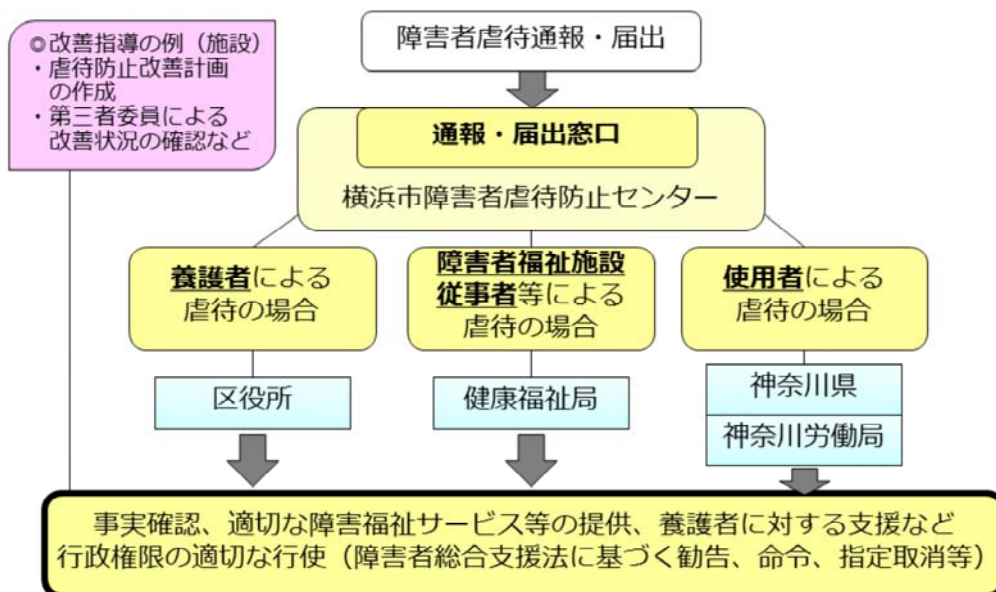 ◎改善指導の例（施設）
・虐待防止改善計画
の作成
・第三者委員による
改善状況の確認など
障害者虐待通報・届出
通報・届出窓口
横浜市障害者虐待防止センター
養護者による
虐待の場合
障害者福祉施設
従事者等による
虐待の場合
使用者による
虐待の場合
区役所
健康福祉局
神奈川県
神奈川労働局
事実確認、適切な障害福祉サービス等の提供、養護者に対する支援など
行政権限の適切な行使（障害者総合支援法に基づく勧告、命令、指定取消等）